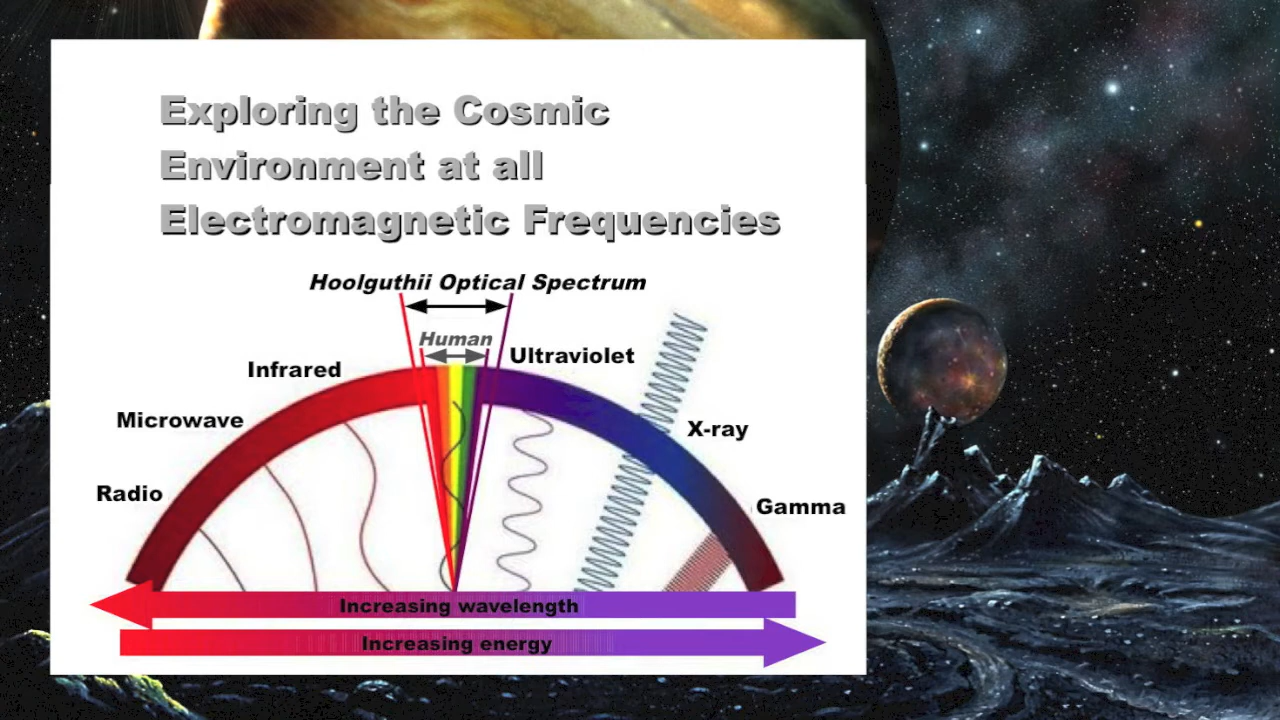 Exploring the Cosmic
Environment at all
Electromagnetic Frequencies
Hoolguthii Optical Spectrum
Human
Ultraviolet
Infrared
Microwave
X-ray
Radio
Gamma
Increasing wavelength
Increasing energy